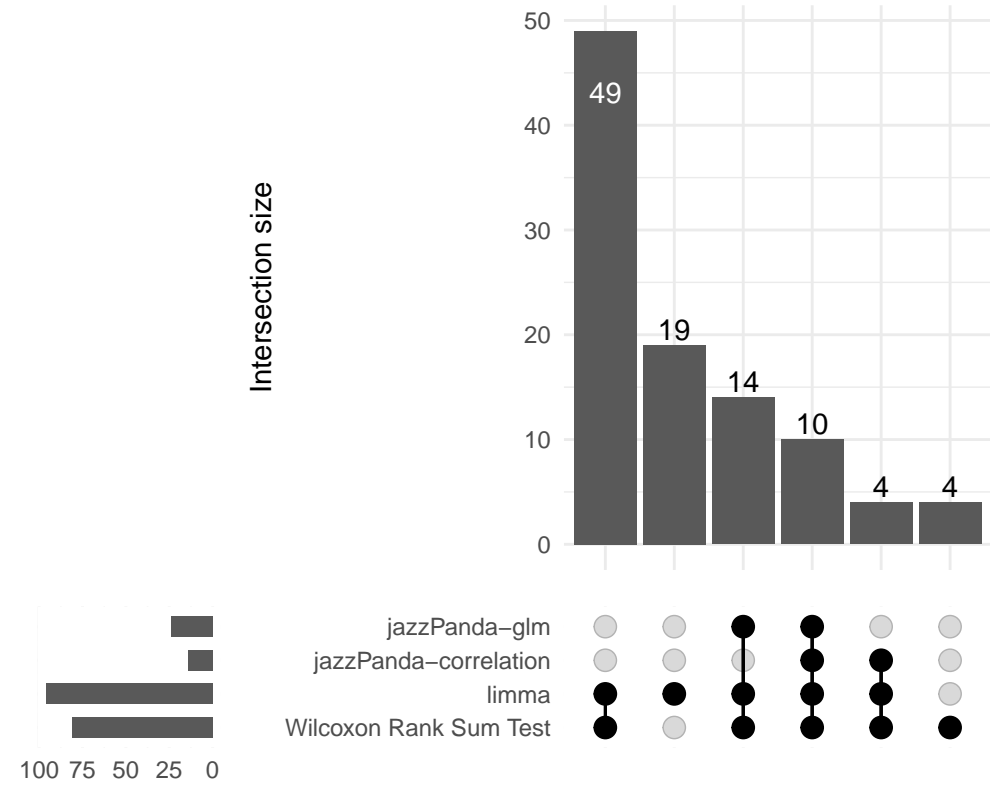 50
40
30
20
10
0
Intersection size
49
19
14
10
4
4
jazzPanda−glm
jazzPanda−correlation
limma
Wilcoxon Rank Sum Test
100 75 50 25 0